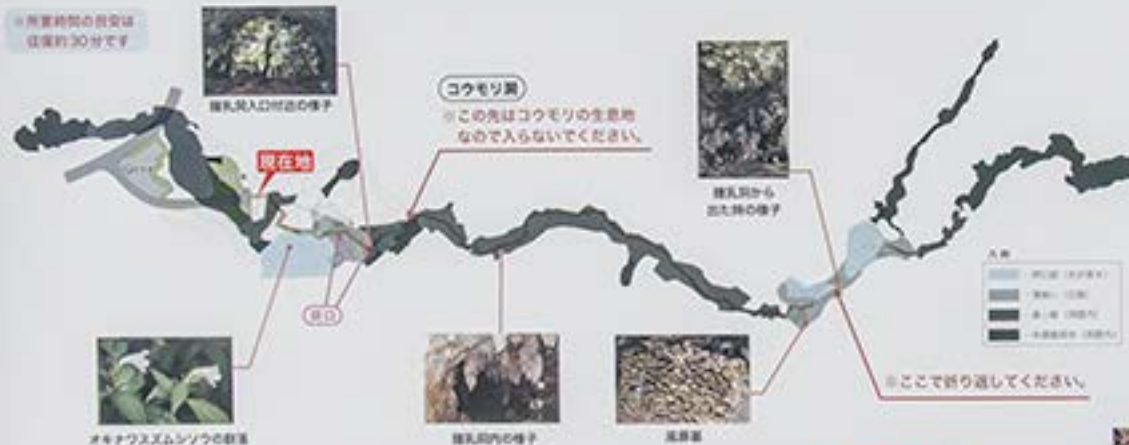 ※所要時間の目安は
往復約30分です
鍾乳洞入口付近の様子
コウモリ洞
※この先はコウモリの生息地
なので入らないでください。
現在地
鍾乳洞から
出た時の様子
凡例
※ここで折り返してください。
オキナワスズムシソウの群落
鍾乳洞内の様子
風葬墓